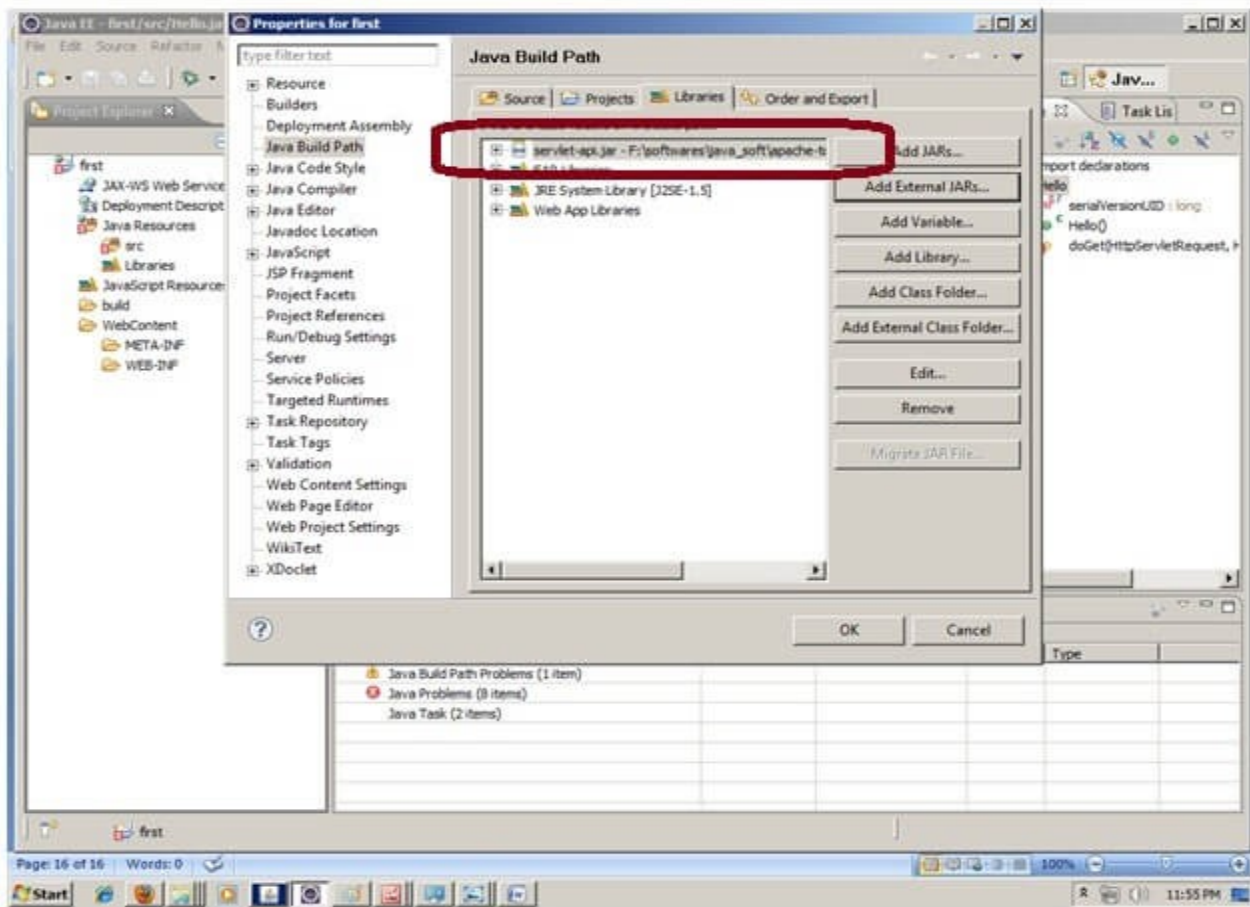 Java EE - first/src/Hello.ja
Properties for first
File Edit Source Refactor
type filter text
Java Build Path
Resource
Builders
Deployment Assembly
Java Build Path
Java Code Style
Java Compiler
Java Editor
Javadoc Location
JavaScript
JSP Fragment
Project Facets
Project References
Run/Debug Settings
Server
Service Policies
Targeted Runtimes
Task Repository
Task Tags
Validation
Web Content Settings
Web Page Editor
Web Project Settings
WikiText
XDoclet
Source Projects Libraries Order and Export
servlet-api.jar - F:\softwares\java_soft\apache-to
EAR Libraries
JRE System Library [J2SE-1.5]
Web App Libraries
Add JARs...
Add External JARs...
Add Variable...
Add Library...
Add Class Folder...
Add External Class Folder...
Edit...
Remove
Migrate JAR File...
OK Cancel
Project Explorer
first
JAX-WS Web Service
Deployment Descript
Java Resources
src
Libraries
JavaScript Resource
build
WebContent
META-INF
WEB-INF
Jav...
Task Lis
mport declarations
Hello
serialVersionUID : long
Hello()
doGet(HttpServletRequest, H
Type
Java Build Path Problems (1 item)
Java Problems (8 items)
Java Task (2 items)
first
Page: 16 of 16 Words: 0
100%
Start
11:55 PM